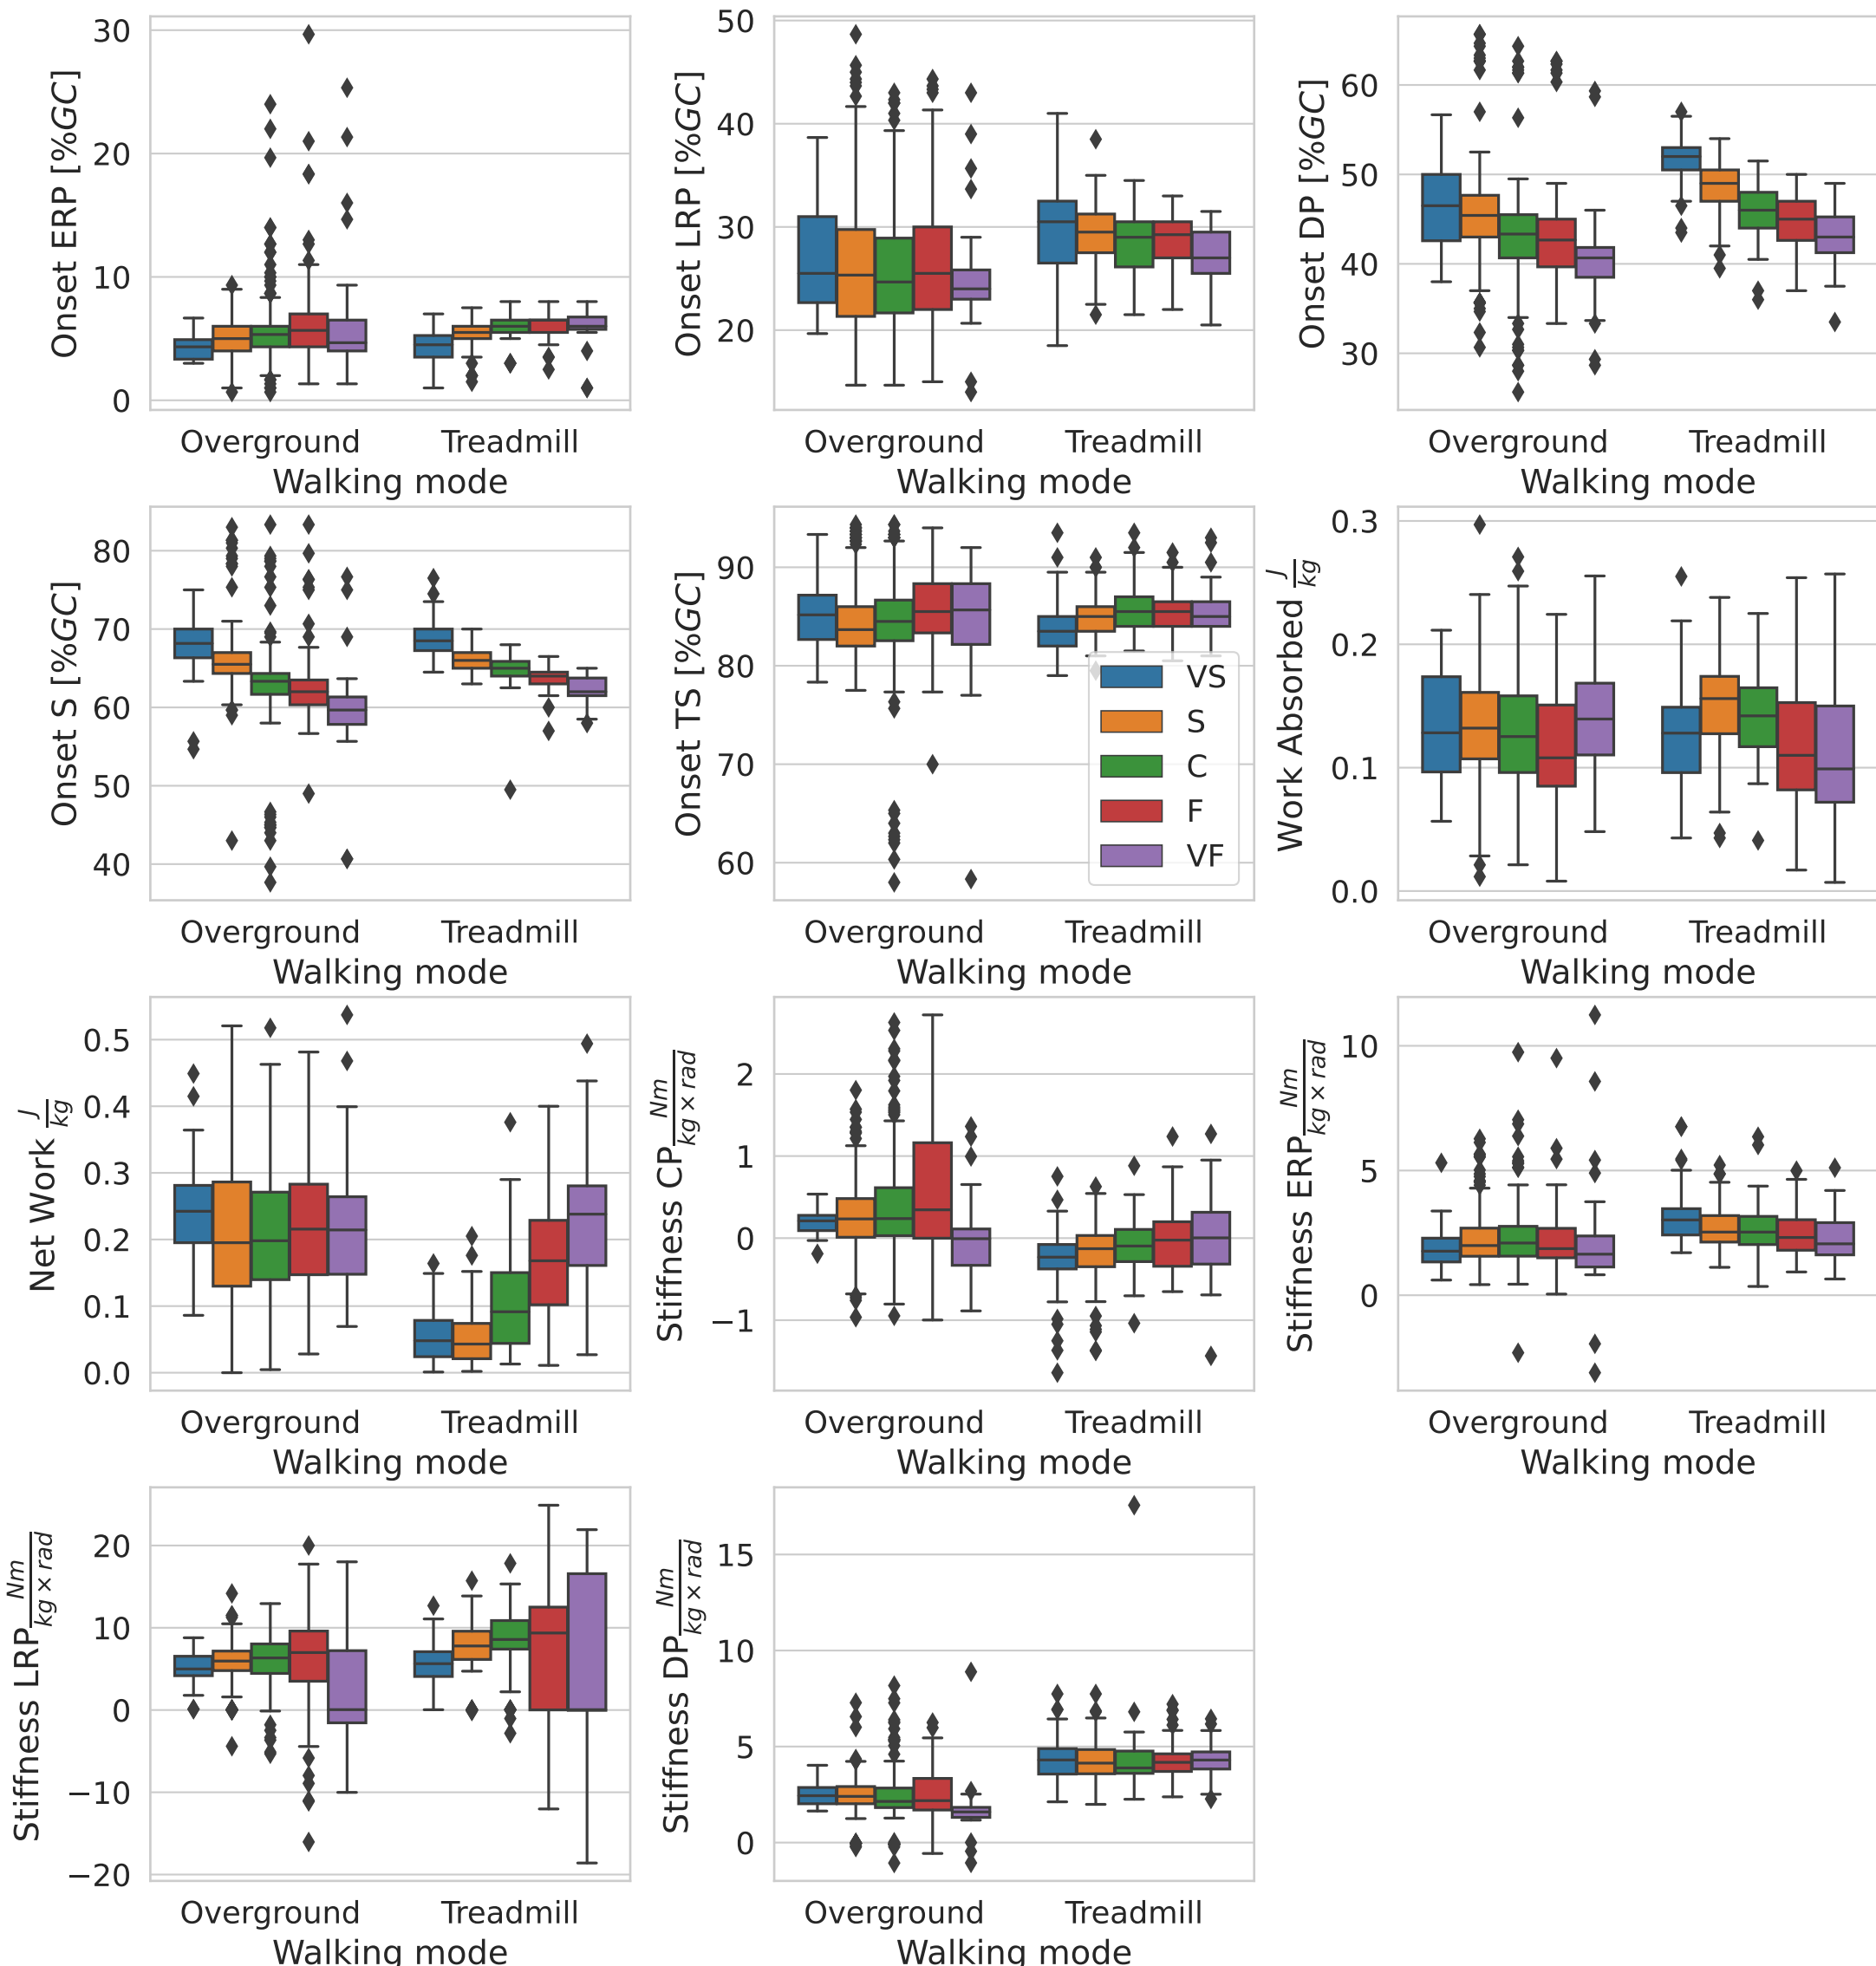 Onset ERP [%GC]
30
20
10
0
Overground Treadmill
Walking mode
Onset LRP [%GC]
50
40
30
20
Overground Treadmill
Walking mode
Onset DP [%GC]
60
50
40
30
Overground Treadmill
Walking mode
Onset S [%GC]
80
70
60
50
40
Overground Treadmill
Walking mode
Onset TS [%GC]
90
80
70
60
VS
S
C
F
VF
Overground Treadmill
Walking mode
Work Absorbed J/kg
0.3
0.2
0.1
0.0
Overground Treadmill
Walking mode
Net Work J/kg
0.5
0.4
0.3
0.2
0.1
0.0
Overground Treadmill
Walking mode
Stiffness CP Nm/kg × rad
2
1
0
−1
Overground Treadmill
Walking mode
Stiffness ERP Nm/kg × rad
10
5
0
Overground Treadmill
Walking mode
Stiffness LRP Nm/kg × rad
20
10
0
−10
−20
Overground Treadmill
Walking mode
Stiffness DP Nm/kg × rad
15
10
5
0
Overground Treadmill
Walking mode